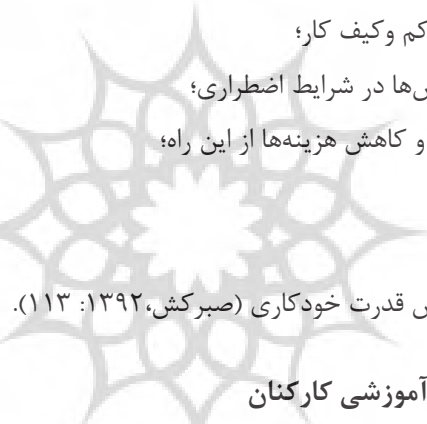 کم وکیف کار؛
ها در شرایط اضطراری؛
و کاهش هزینه‌ها از این راه؛
قدرت خودکاری (صبرکش،۱۳۹۲: ۱۱۳).
آموزشی کارکنان